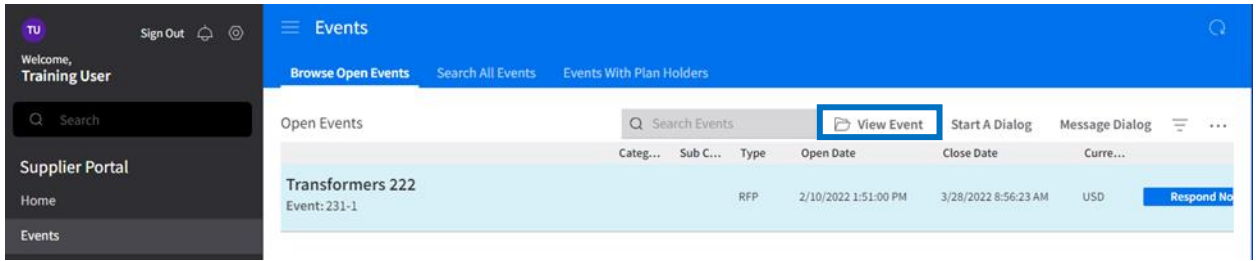 TU
Sign Out
Welcome,
Training User
Search
Supplier Portal
Home
Events
Events
Browse Open Events Search All Events Events With Plan Holders
Open Events Search Events View Event Start A Dialog Message Dialog ...
Categ... Sub C... Type Open Date Close Date Curre...
Transformers 222
Event: 231-1
RFP 2/10/2022 1:51:00 PM 3/28/2022 8:56:23 AM USD Respond No